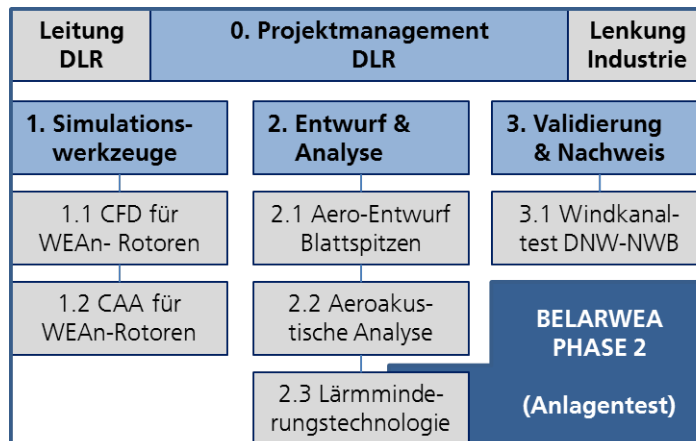 Leitung
DLR
0. Projektmanagement
DLR
Lenkung
Industrie
1. Simulations-
werkzeuge
1.1 CFD für
WEAn- Rotoren
1.2 CAA für
WEAn-Rotoren
2. Entwurf &
Analyse
2.1 Aero-Entwurf
Blattspitzen
2.2 Aeroakus-
tische Analyse
2.3 Lärmminde-
rungstechnologie
3. Validierung
& Nachweis
3.1 Windkanal-
test DNW-NWB
BELARWEA
PHASE 2
(Anlagentest)